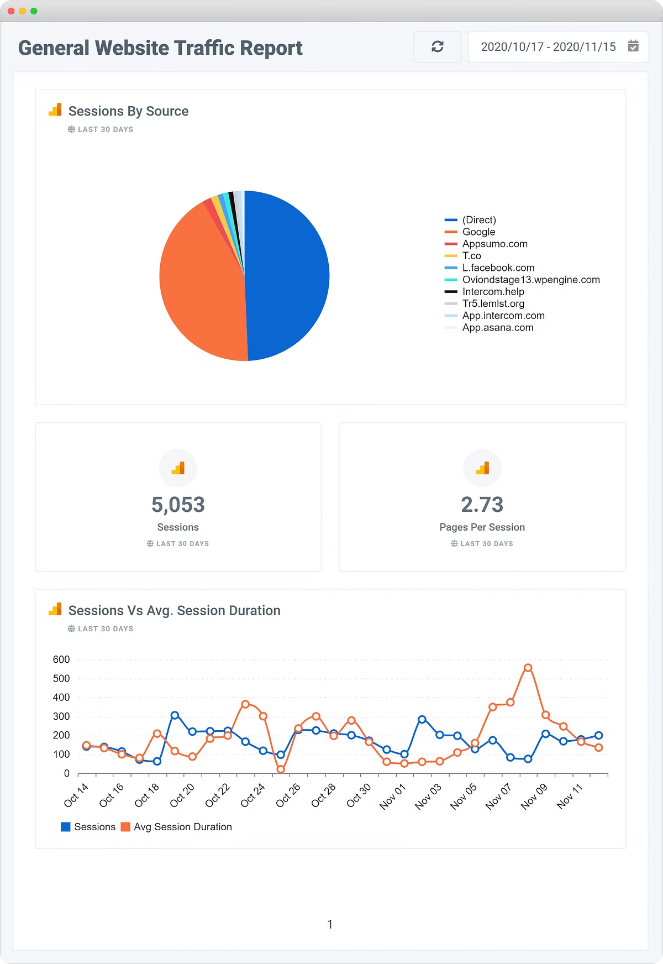 General Website Traffic Report
2020/10/17 - 2020/11/15
Sessions By Source
LAST 30 DAYS
(Direct)
Google
Appsumo.com
T.co
L.facebook.com
Oviondstage13.wpengine.com
Intercom.help
Tr5.lemlst.org
App.intercom.com
App.asana.com
5,053
Sessions
LAST 30 DAYS
2.73
Pages Per Session
LAST 30 DAYS
Sessions Vs Avg. Session Duration
LAST 30 DAYS
600
500
400
300
200
100
0
Oct 14
Oct 16
Oct 18
Oct 20
Oct 22
Oct 24
Oct 26
Oct 28
Oct 30
Nov 01
Nov 03
Nov 05
Nov 07
Nov 09
Nov 11
Sessions
Avg Session Duration
1